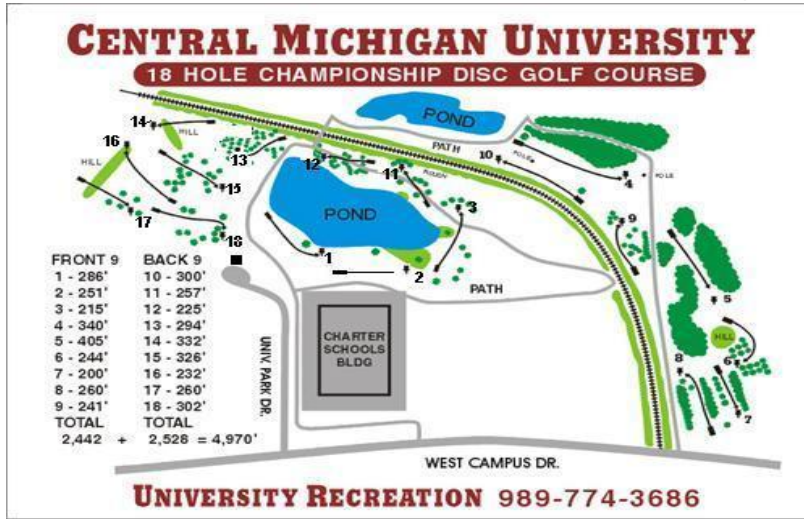 CENTRAL MICHIGAN UNIVERSITY
18 HOLE CHAMPIONSHIP DISC GOLF COURSE
POND
14
HILL
16
13
12
PATH
10
POLE
11
ROUGH
4
POLE
HILL
15
17
POND
3
9
18
1
2
PATH
5
FRONT 9 BACK 9
1 - 286' 10 - 300'
2 - 251' 11 - 257'
3 - 215' 12 - 225'
4 - 340' 13 - 294'
5 - 405' 14 - 332'
6 - 244' 15 - 326'
7 - 200' 16 - 232'
8 - 260' 17 - 260'
9 - 241' 18 - 302'
TOTAL TOTAL
2,442 + 2,528 = 4,970'
UNIV. PARK DR.
CHARTER
SCHOOLS
BLDG
HILL
8
6
7
WEST CAMPUS DR.
UNIVERSITY RECREATION 989-774-3686